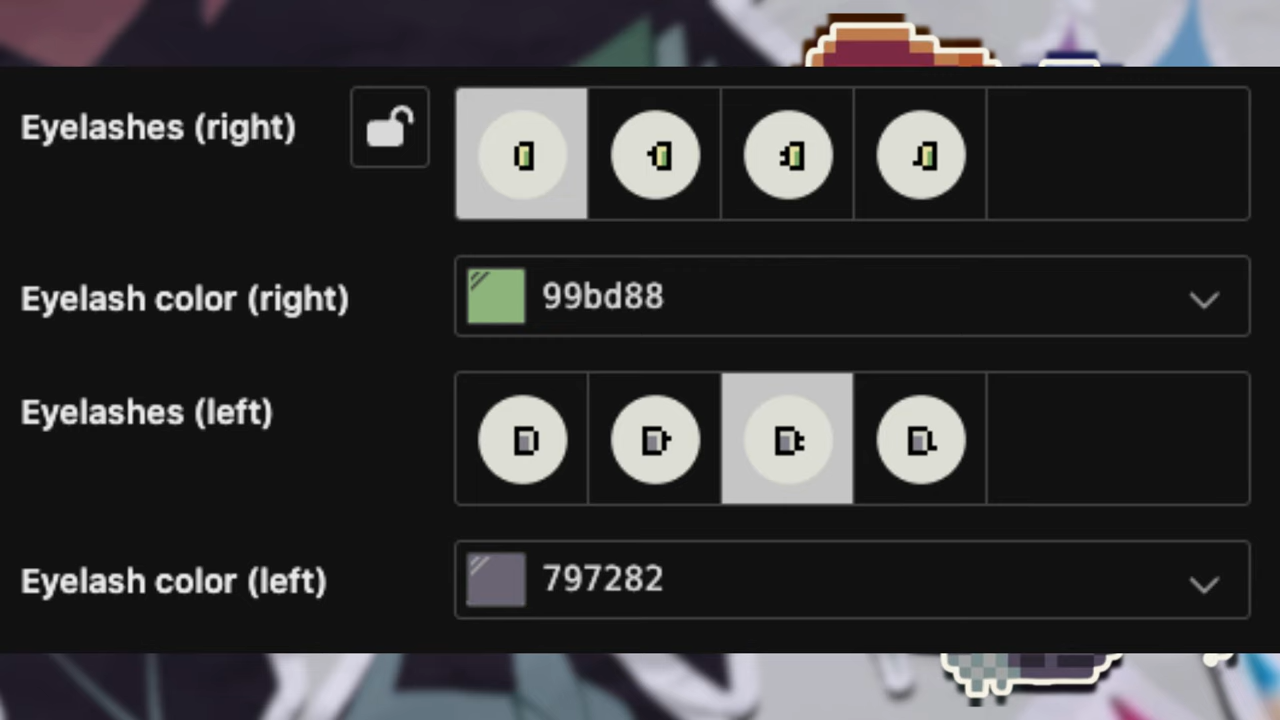 Eyelashes (right)
Eyelash color (right)
99bd88
Eyelashes (left)
Eyelash color (left)
797282